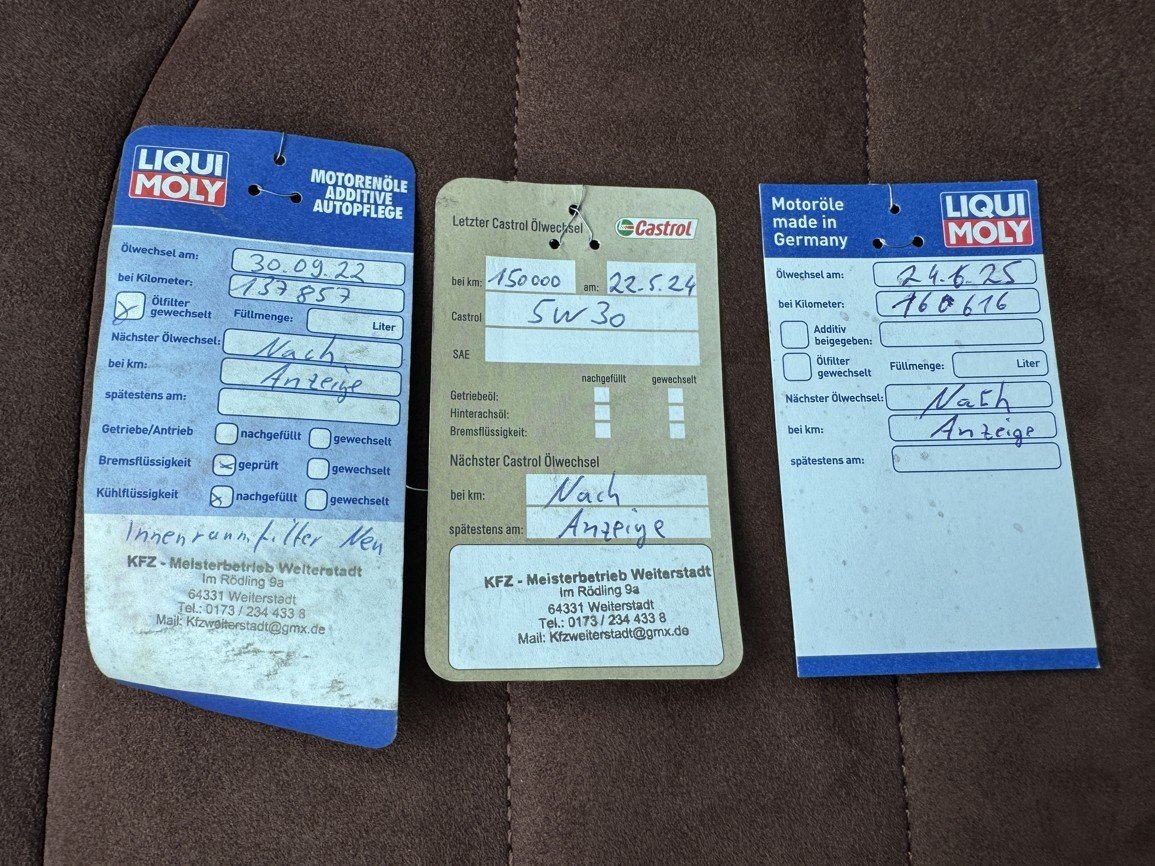 LIQUI
MOLY
MOTORENÖLE
ADDITIVE
AUTOPFLEGE
Ölwechsel am: 30.09.22
bei Kilometer: 137 857
Ölfilter
gewechselt
Füllmenge: Liter
Nächster Ölwechsel: Nach
bei km: Anzeige
spätestens am:
Getriebe/Antrieb nachgefüllt gewechselt
Bremsflüssigkeit geprüft gewechselt
Kühlflüssigkeit nachgefüllt gewechselt
Innenraumfilter Neu
KFZ - Meisterbetrieb Weiterstadt
Im Rödling 9a
64331 Weiterstadt
Tel.: 0173 / 234 433 8
Mail: Kfzweiterstadt@gmx.de
Letzter Castrol Ölwechsel
Castrol
bei km: 150000 am: 22.5.24
Castrol 5W30
SAE
nachgefüllt gewechselt
Getriebeöl:
Hinterachsöl:
Bremsflüssigkeit:
Nächster Castrol Ölwechsel
bei km: Nach
spätestens am: Anzeige
KFZ - Meisterbetrieb Weiterstadt
Im Rödling 9a
64331 Weiterstadt
Tel.: 0173 / 234 433 8
Mail: Kfzweiterstadt@gmx.de
Motoröle
made in
Germany
LIQUI
MOLY
Ölwechsel am: 24.6.25
bei Kilometer: 160616
Additiv
beigegeben:
Ölfilter
gewechselt
Füllmenge: Liter
Nächster Ölwechsel: Nach
bei km: Anzeige
spätestens am: